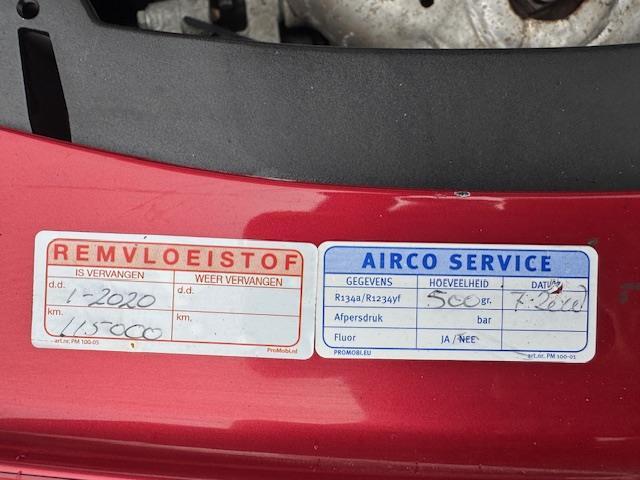 REMVLOEISTOF
IS VERVANGEN
WEER VERVANGEN
d.d.
1-2020
d.d.
km.
115000
km.
art.nr. PM 100-05
ProMobi.nl
AIRCO SERVICE
GEGEVENS HOEVEELHEID DATUM
R134a/R1234yf 500 gr.
Afpersdruk bar
Fluor JA / NEE
PROMOBI.EU
art.nr. PM 100-01